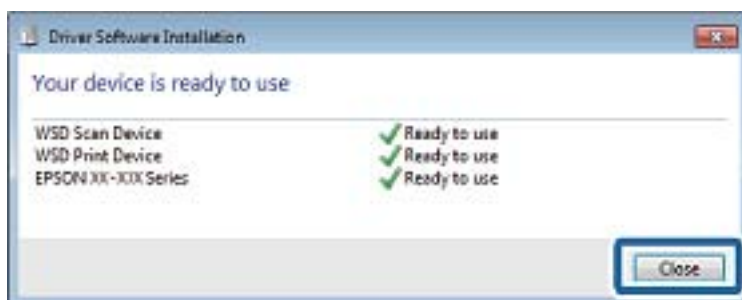 Driver Software Installation
Your device is ready to use
WSD Scan Device Ready to use
WSD Print Device Ready to use
EPSON XX-XXX Series Ready to use
Close